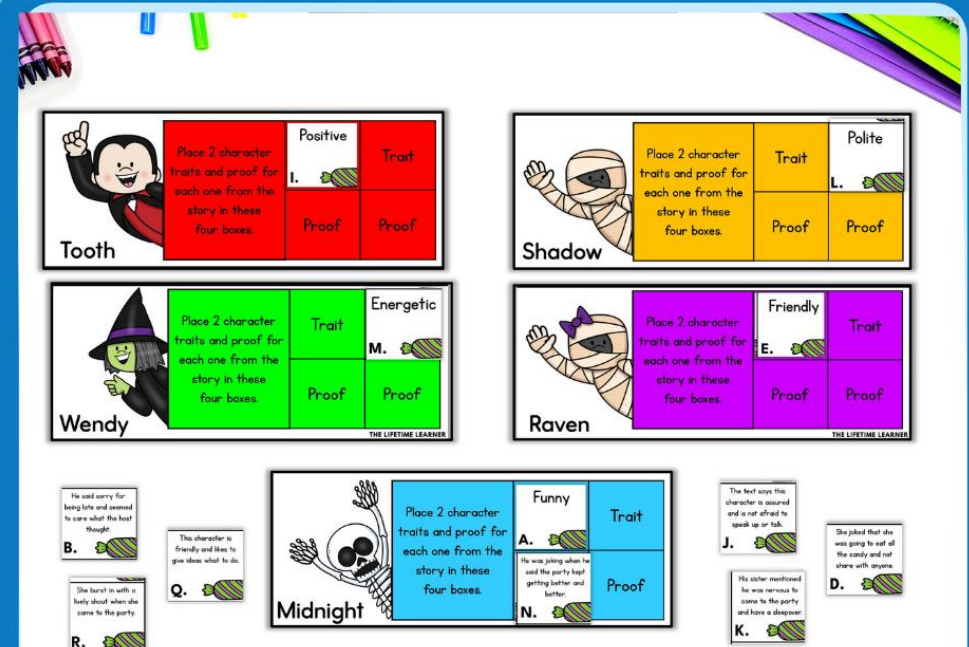 Place 2 character
traits and proof for
each one from the
story in these
four boxes.
Positive
I.
Trait
Proof
Proof
Tooth
Place 2 character
traits and proof for
each one from the
story in these
four boxes.
Trait
Polite
L.
Proof
Proof
Shadow
Place 2 character
traits and proof for
each one from the
story in these
four boxes.
Trait
Energetic
M.
Proof
Proof
Wendy
THE LIFETIME LEARNER
Place 2 character
traits and proof for
each one from the
story in these
four boxes.
Friendly
E.
Trait
Proof
Proof
Raven
THE LIFETIME LEARNER
He said sorry for
being late and seemed
to care what the host
thought.
B.
This character is
friendly and likes to
give ideas what to do.
Q.
She burst in with a
lively shout when she
came to the party.
R.
Place 2 character
traits and proof for
each one from the
story in these
four boxes.
Funny
A.
Trait
He was joking when he
said the party kept
getting better and
better.
N.
Proof
Midnight
The text says this
character is assured
and is not afraid to
speak up or talk.
J.
She joked that she
was going to eat all
the candy and not
share with anyone.
D.
His sister mentioned
he was nervous to
come to the party
and have a sleepover.
K.